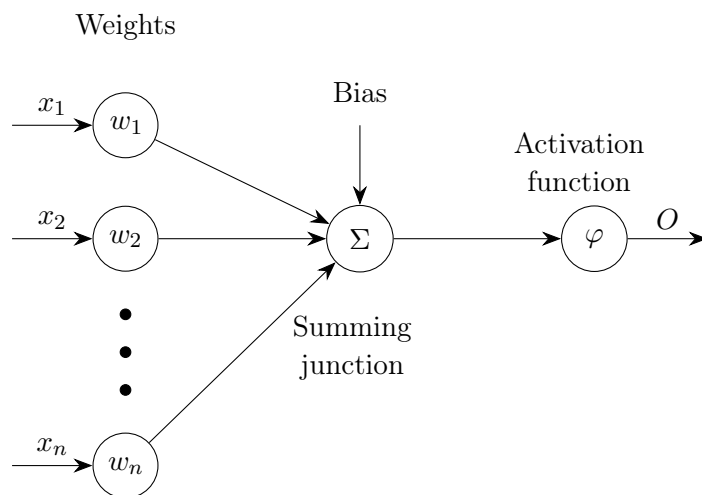 Weights
x₁
w₁
Bias
Activation
function
x₂
w₂
Σ
φ
O
Summing
junction
xₙ
wₙ